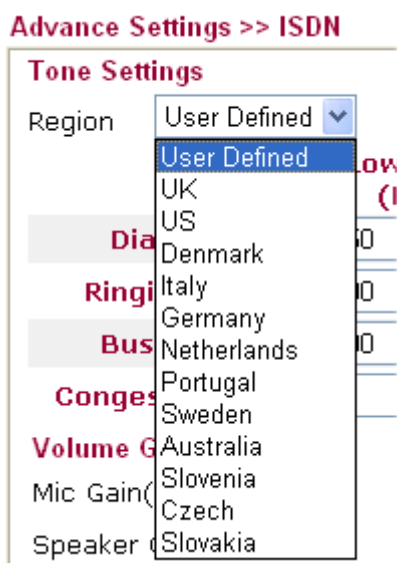 Advance Settings >> ISDN
Tone Settings
Region User Defined
User Defined
UK
US
Denmark
Italy
Germany
Netherlands
Portugal
Sweden
Australia
Slovenia
Czech
Slovakia
Volume
Mic Gain(
Speaker